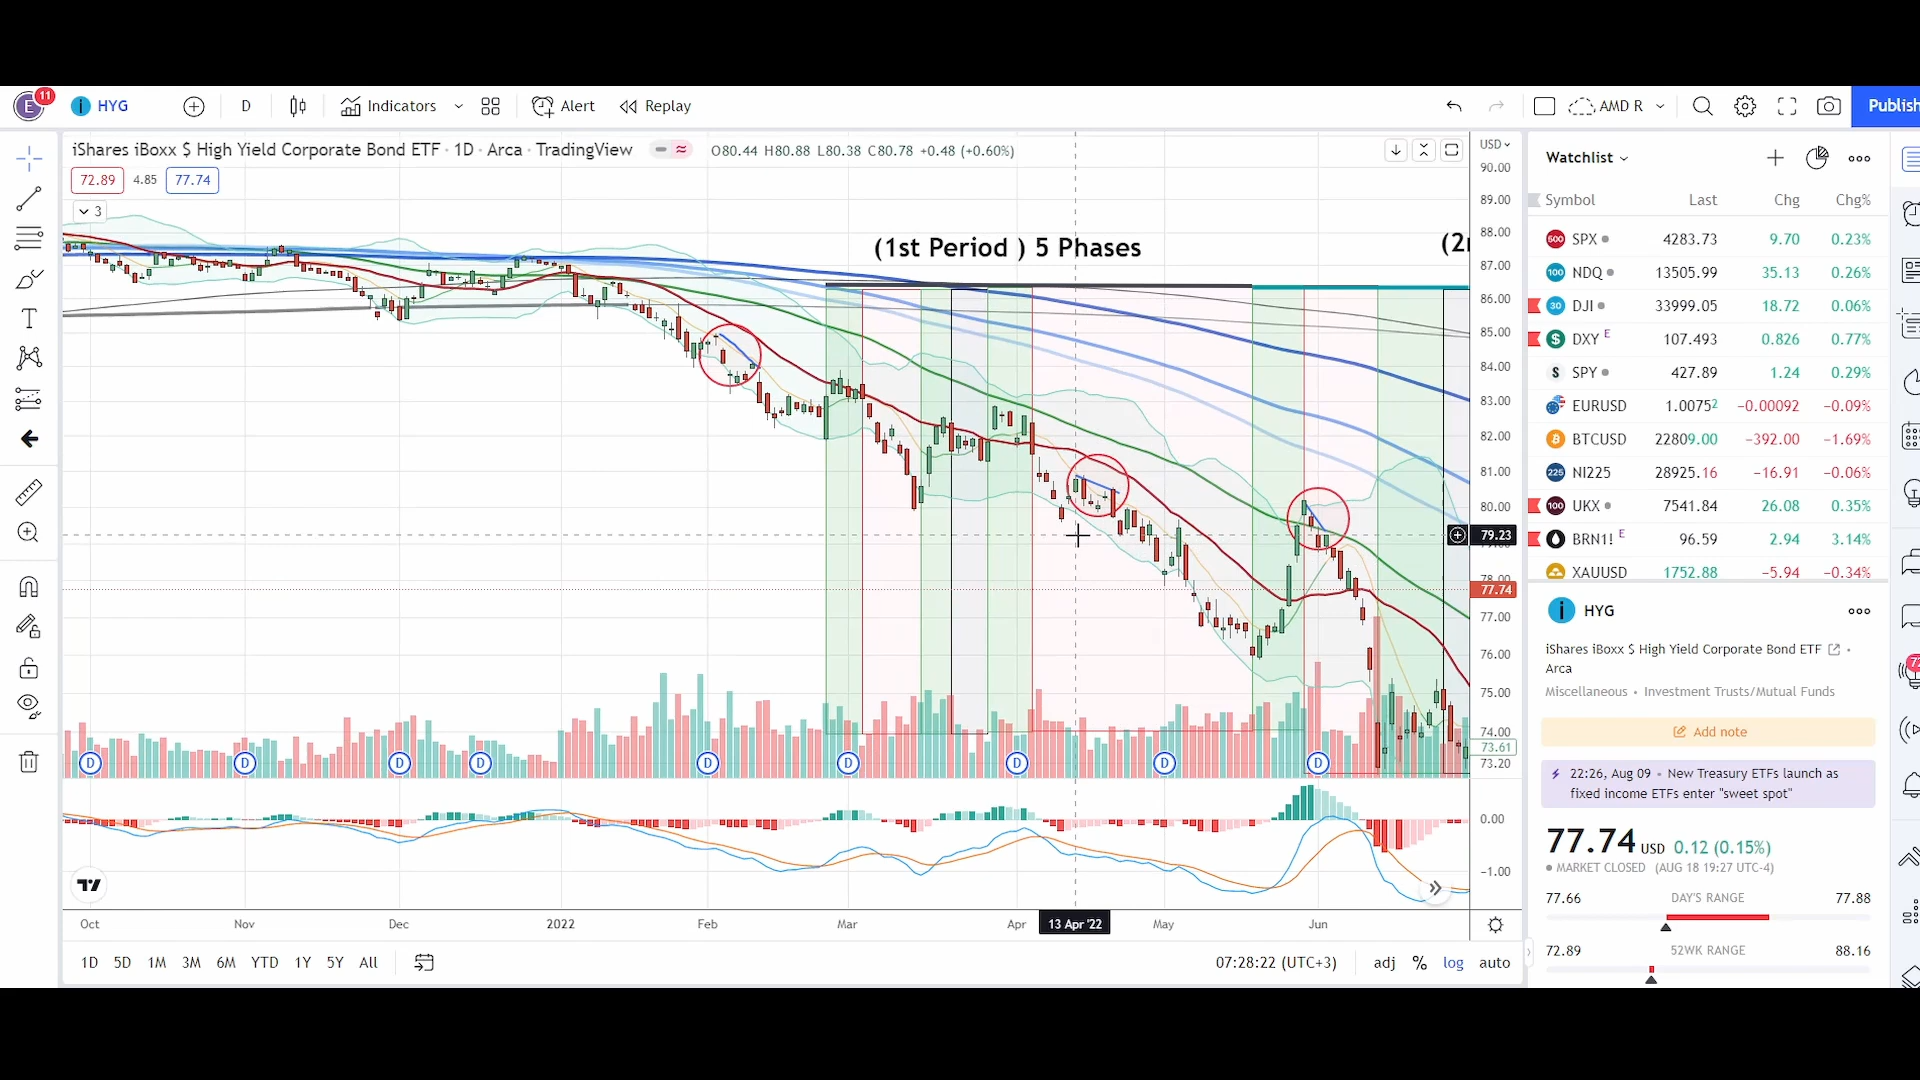 E 11 HYG D Indicators Alert Replay AMD R Publish
iShares iBoxx $ High Yield Corporate Bond ETF · 1D · Arca · TradingView O80.44 H80.88 L80.38 C80.78 +0.48 (+0.60%)
72.89 4.85 77.74
3
(1st Period ) 5 Phases
USD
90.00
89.00
88.00
87.00
86.00
85.00
84.00
83.00
82.00
81.00
80.00
79.23
78.00
77.74
77.00
76.00
75.00
74.00
73.61
73.20
0.00
−1.00
D D D D D D D D D
Oct Nov Dec 2022 Feb Mar Apr 13 Apr '22 May Jun
1D 5D 1M 3M 6M YTD 1Y 5Y All 07:28:22 (UTC+3) adj % log auto
Watchlist
Symbol Last Chg Chg%
500 SPX 4283.73 9.70 0.23%
100 NDQ 13505.99 35.13 0.26%
30 DJI 33999.05 18.72 0.06%
$ DXY E 107.493 0.826 0.77%
S SPY 427.89 1.24 0.29%
EURUSD 1.00752 −0.00092 −0.09%
BTCUSD 22809.00 −392.00 −1.69%
225 NI225 28925.16 −16.91 −0.06%
100 UKX 7541.84 26.08 0.35%
BRN1! E 96.59 2.94 3.14%
XAUUSD 1752.88 −5.94 −0.34%
HYG
iShares iBoxx $ High Yield Corporate Bond ETF •
Arca
Miscellaneous • Investment Trusts/Mutual Funds
Add note
22:26, Aug 09 • New Treasury ETFs launch as
fixed income ETFs enter "sweet spot"
77.74 USD 0.12 (0.15%)
MARKET CLOSED (AUG 18 19:27 UTC-4)
77.66 DAY'S RANGE 77.88
72.89 52WK RANGE 88.16